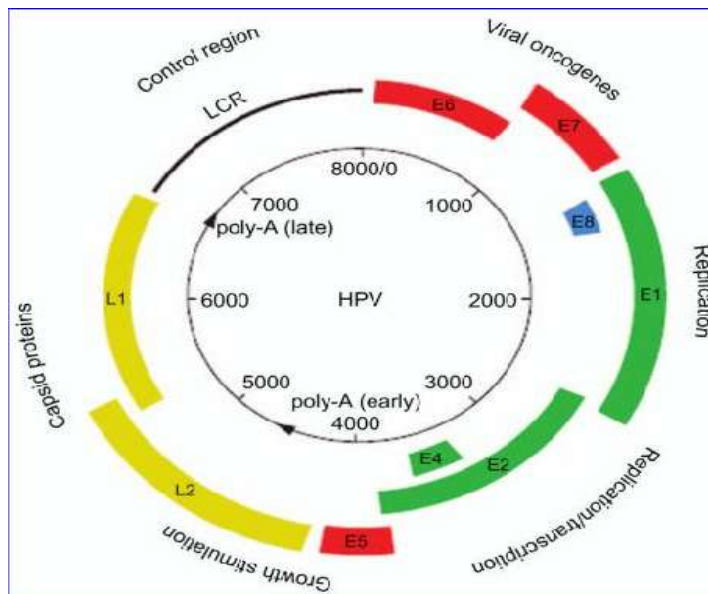 Control region
Viral oncogenes
LCR
E6
E7
8000/0
7000
1000
poly-A (late)
E8
L1
6000
HPV
2000
E1
Replication
Capsid proteins
5000
3000
poly-A (early)
4000
E4
E2
L2
E5
Replication/transcription
Growth stimulation